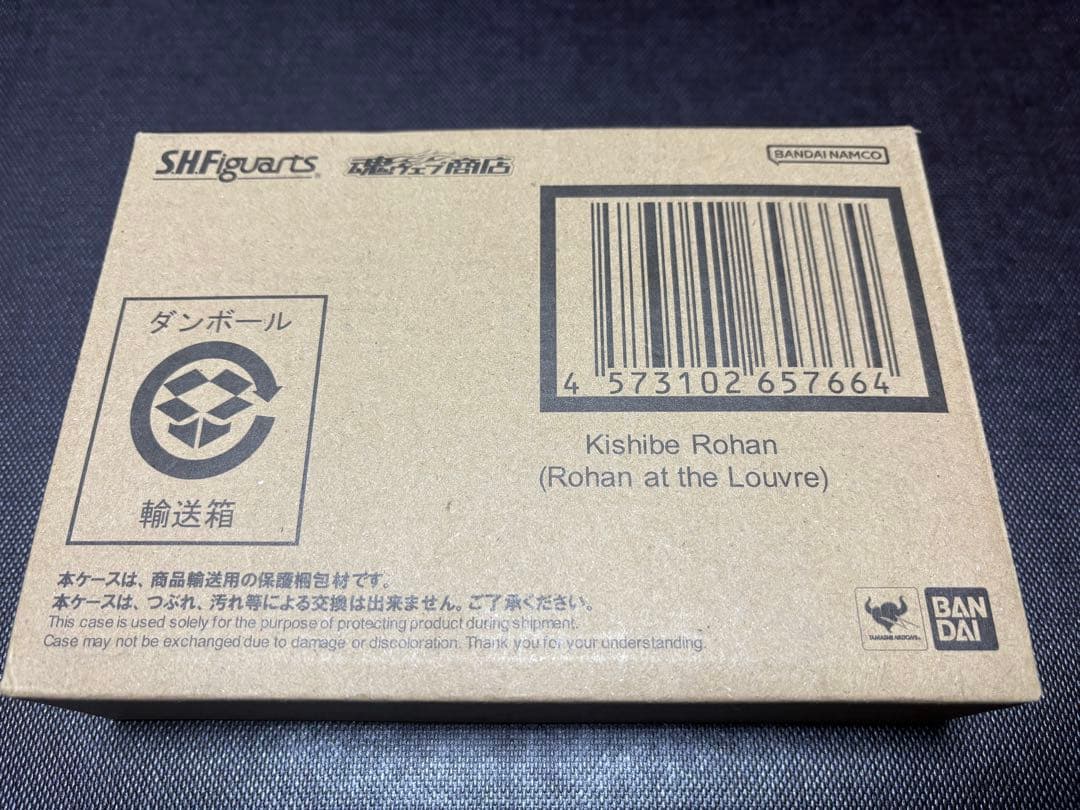 S.H.Figuarts
魂ウェブ商店
BANDAI NAMCO
4 573102 657664
Kishibe Rohan
(Rohan at the Louvre)
ダンボール
輸送箱
本ケースは、商品輸送用の保護梱包材です。
本ケースは、つぶれ、汚れ等による交換は出来ません。ご了承ください。
This case is used solely for the purpose of protecting product during shipment.
Case may not be exchanged due to damage or discoloration. Thank you for your understanding.
TAMASHII NATIONS
BAN
DAI